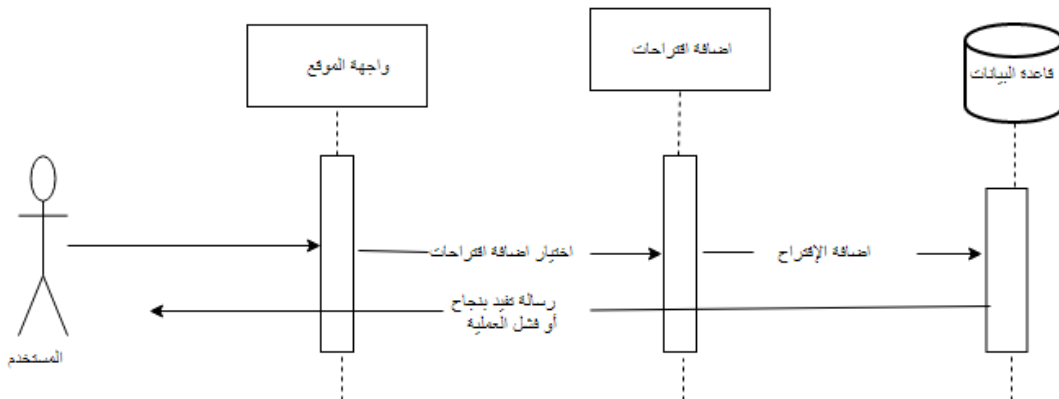 واجهة الموقع
اضافة اقتراحات
قاعدة البيانات
اختيار اضافة اقتراحات
اضافة الإقتراح
رسالة تفيد بنجاح
أو فشل العملية
المستخدم